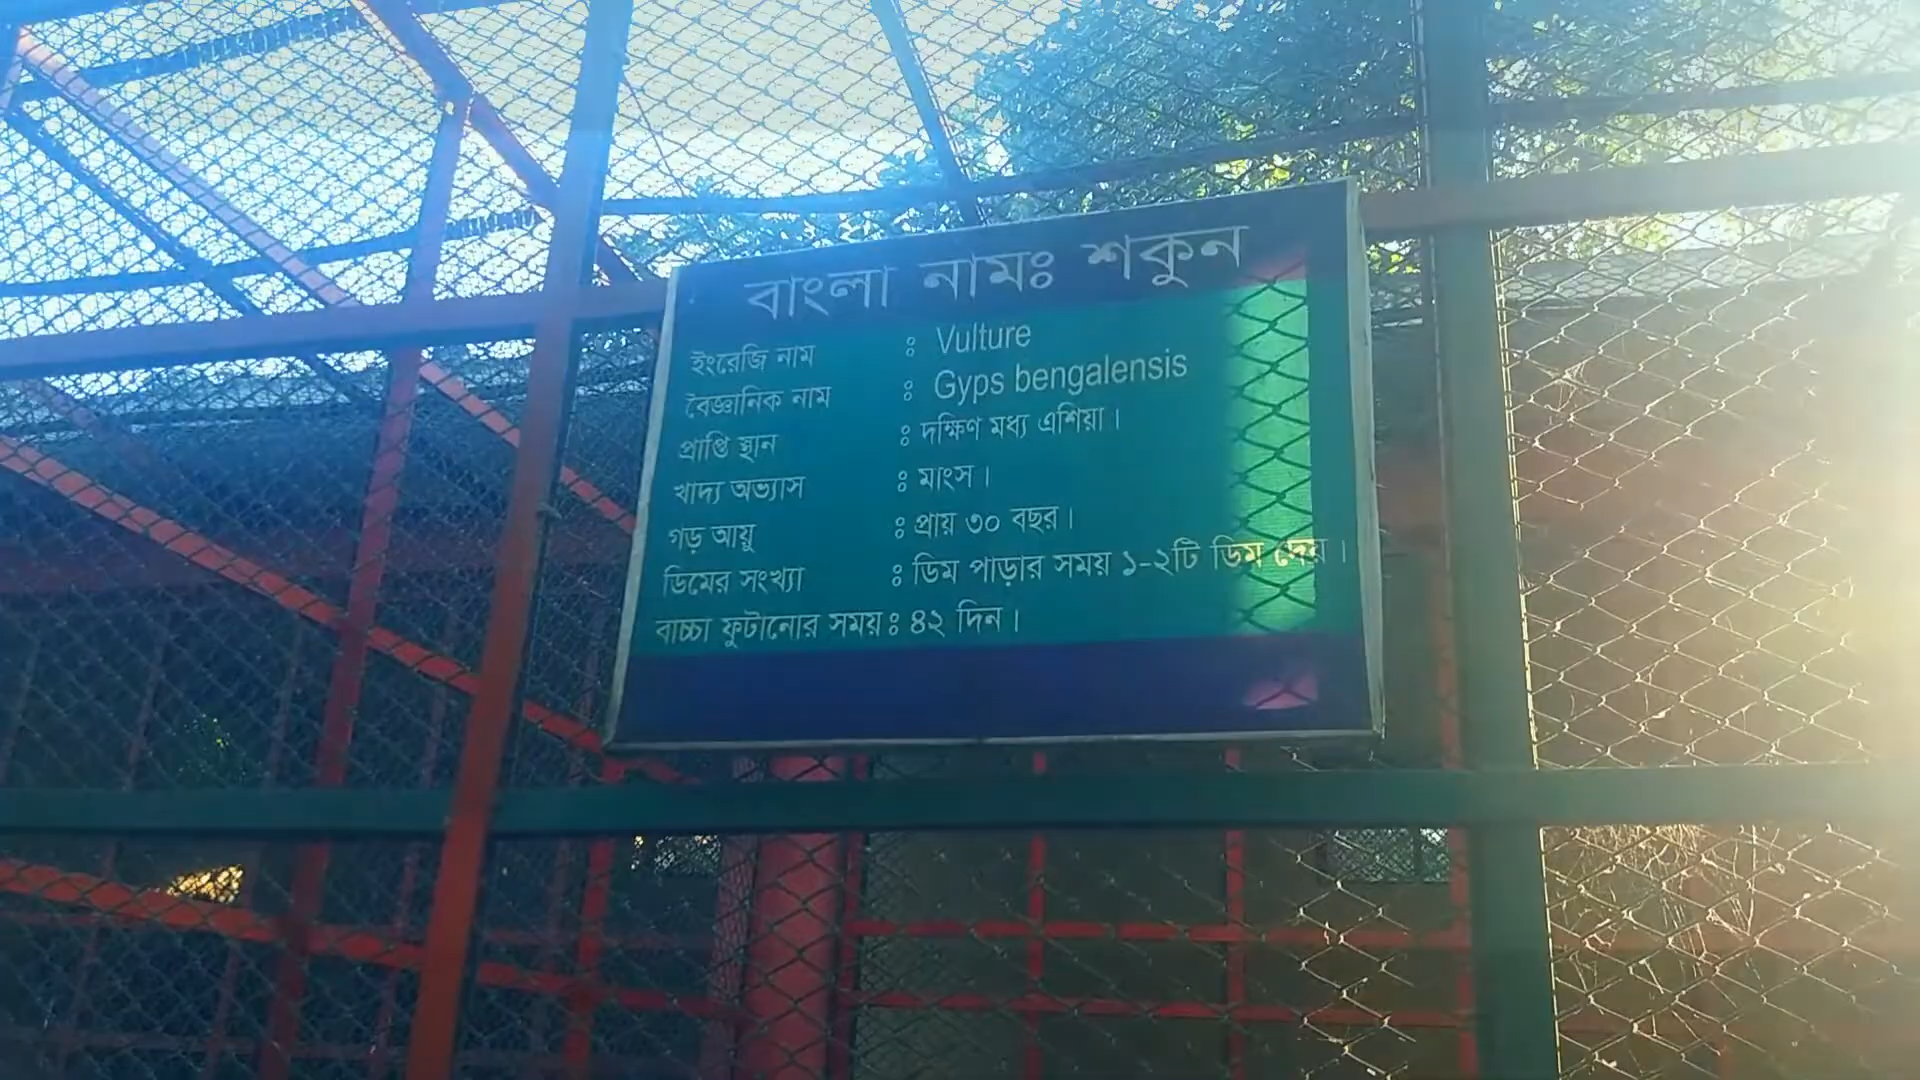 বাংলা নামঃ শকুন
ইংরেজি নাম : Vulture
বৈজ্ঞানিক নাম : Gyps bengalensis
প্রাপ্তি স্থান : দক্ষিণ মধ্য এশিয়া।
খাদ্য অভ্যাস : মাংস।
গড় আয়ু : প্রায় ৩০ বছর।
ডিমের সংখ্যা : ডিম পাড়ার সময় ১-২টি ডিম দেয়।
বাচ্চা ফুটানোর সময়ঃ ৪২ দিন।